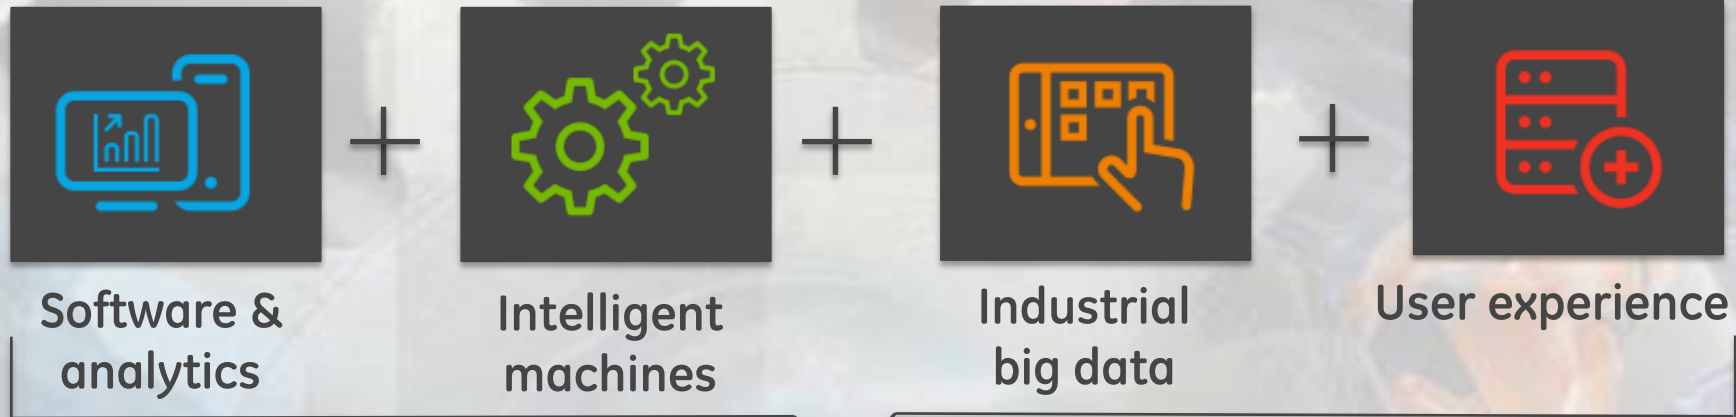 Software &
analytics
Intelligent
machines
Industrial
big data
User experience